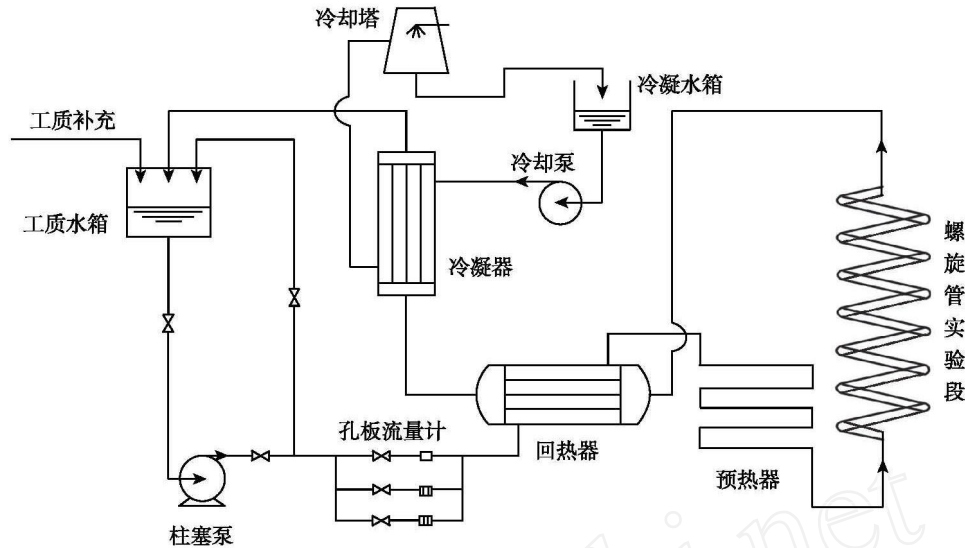 冷却塔
冷凝水箱
工质补充
冷却泵
工质水箱
冷凝器
螺旋管实验段
孔板流量计
回热器
预热器
柱塞泵